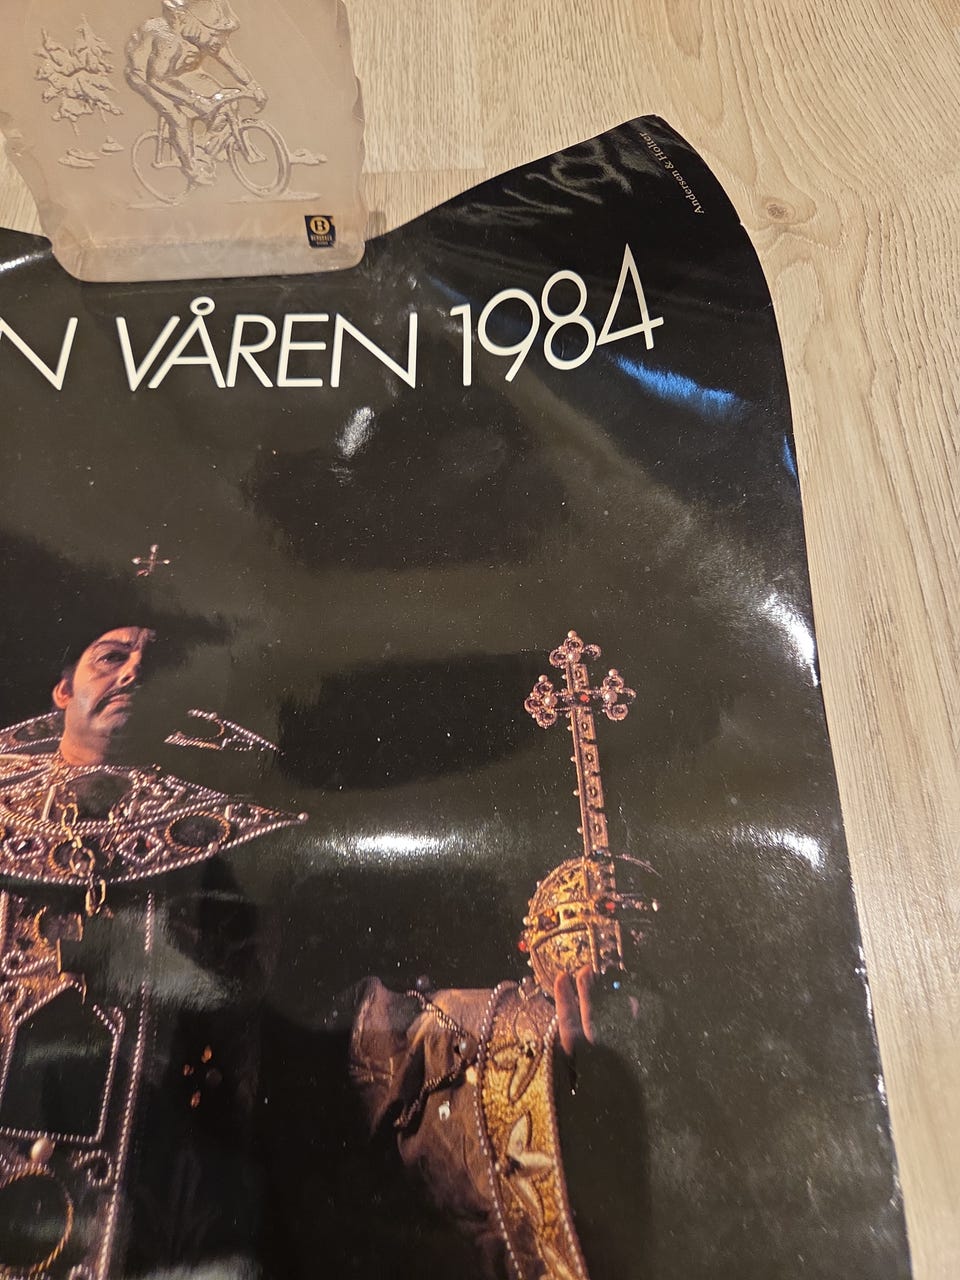 Andersen & Holter
N VÅREN 1984
B